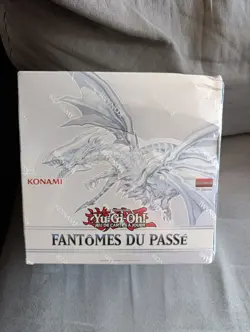 KONAMI
Yu-Gi-Oh!
JEU DE CARTES À JOUER
FANTÔMES DU PASSÉ